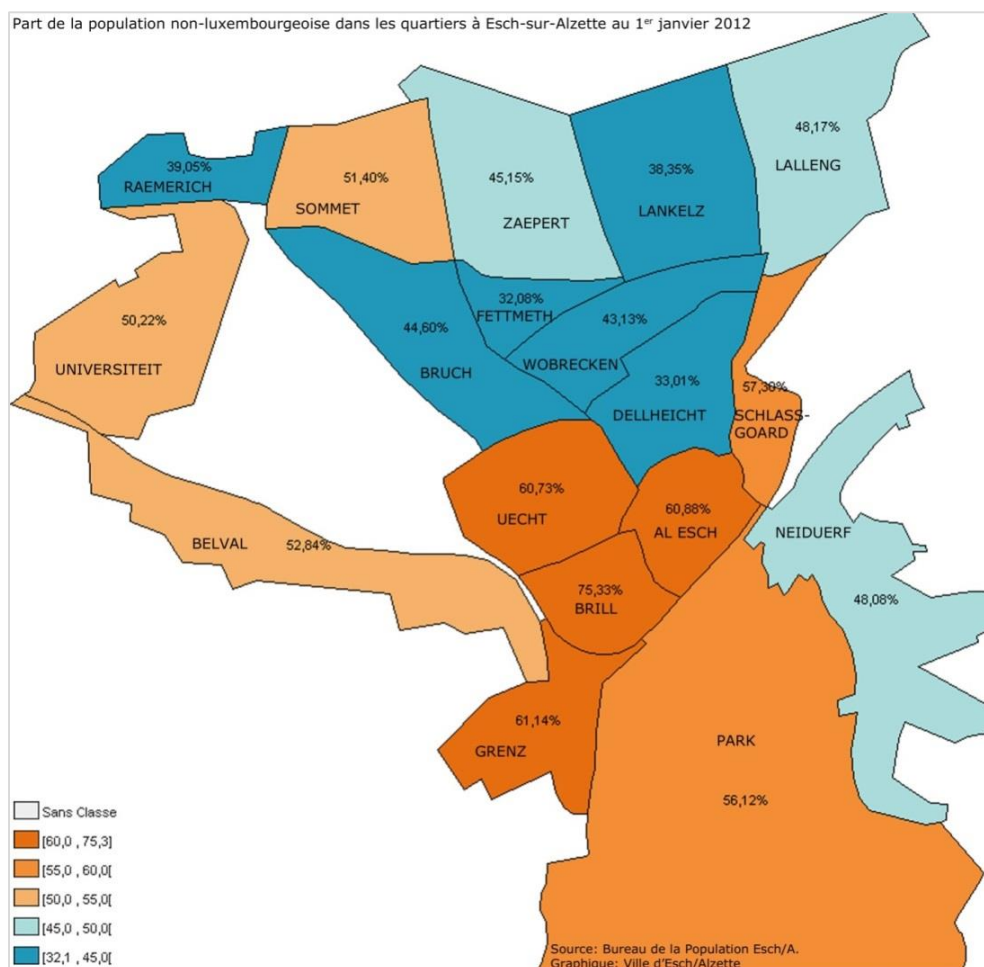 Part de la population non-luxembourgeoise dans les quartiers à Esch-sur-Alzette au 1er janvier 2012
48,17%
LALLENG
39,05%
RAEMERICH
51,40%
SOMMET
45,15%
ZAEPERT
38,35%
LANKELZ
50,22%
UNIVERSITEIT
44,60%
BRUCH
32,08%
FETTMETH
43,13%
WOBRECKEN
33,01%
DELLHEICHT
57,30%
SCHLASS-
GOARD
60,73%
UECHT
60,88%
AL ESCH
NEIDUERF
48,08%
BELVAL 52,84%
75,33%
BRILL
61,14%
GRENZ
PARK
56,12%
Sans Classe
[60,0 , 75,3]
[55,0 , 60,0[
[50,0 , 55,0[
[45,0 , 50,0[
[32,1 , 45,0[
Source: Bureau de la Population Esch/A.
Graphique: Ville d'Esch/Alzette